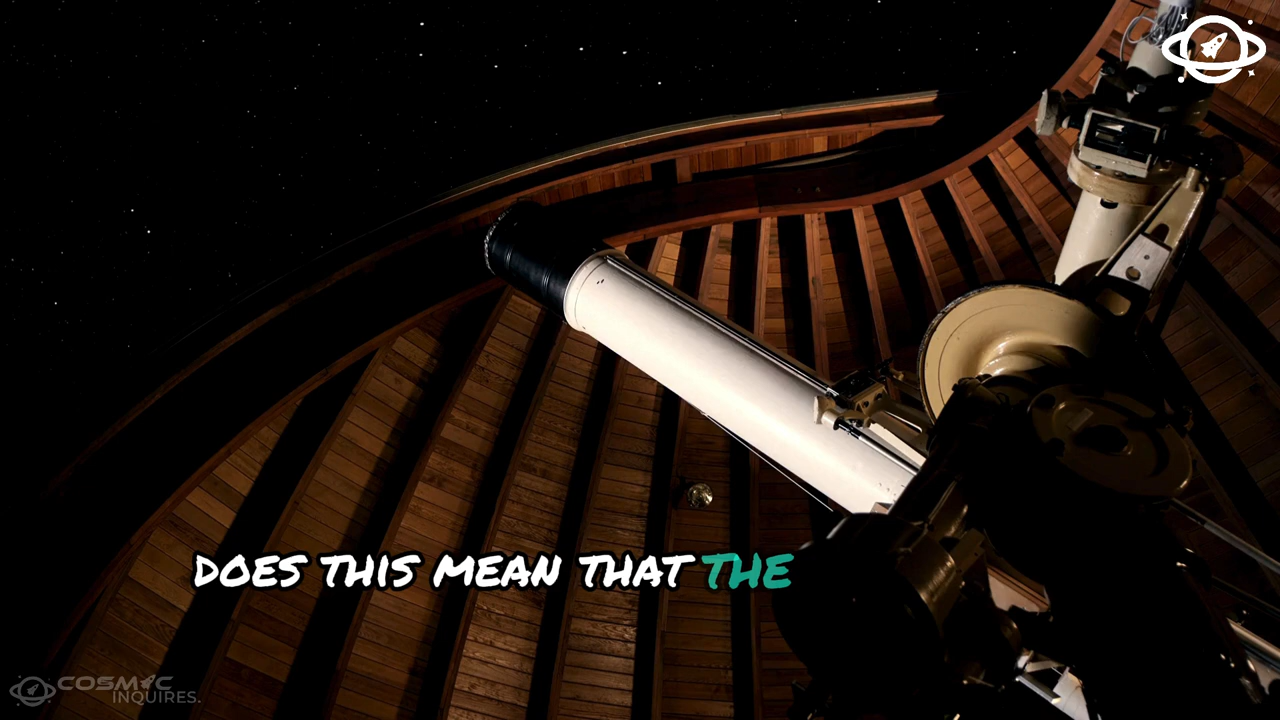 DOES THIS MEAN THAT THE
COSMIC
INQUIRES.